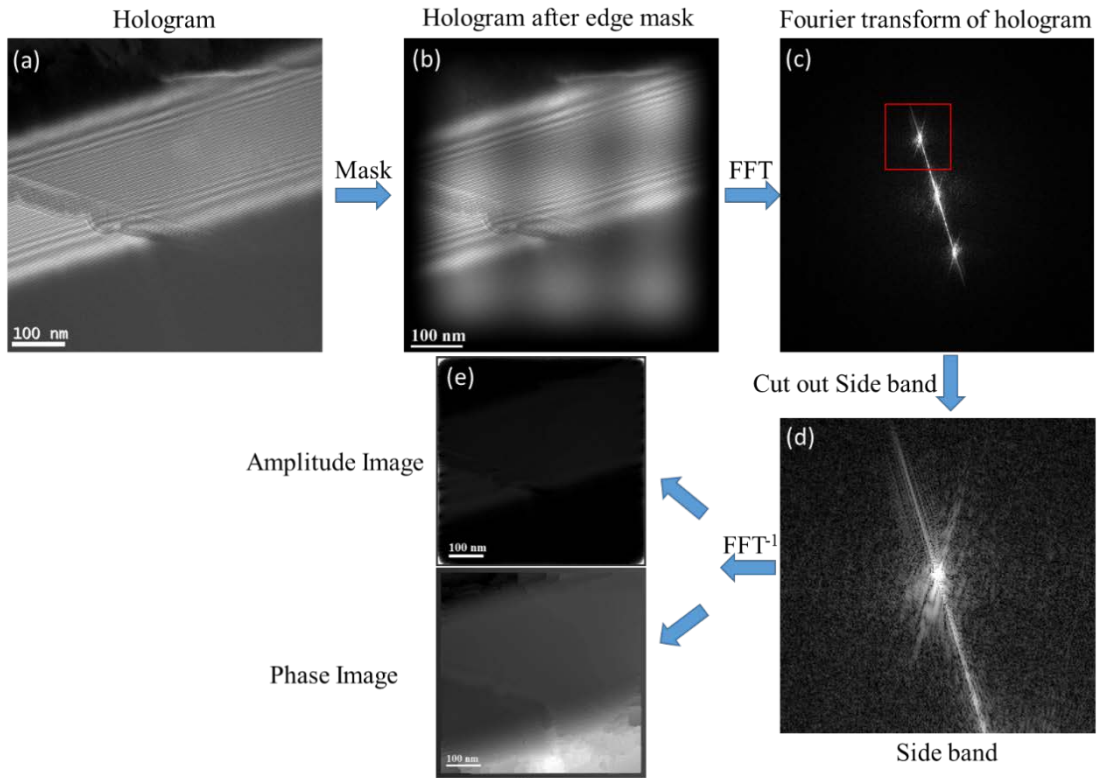 Hologram
Hologram after edge mask
Fourier transform of hologram
(a)
(b)
(c)
Mask
FFT
100 nm
100 nm
Cut out Side band
(e)
(d)
Amplitude Image
100 nm
FFT-1
Phase Image
100 nm
Side band